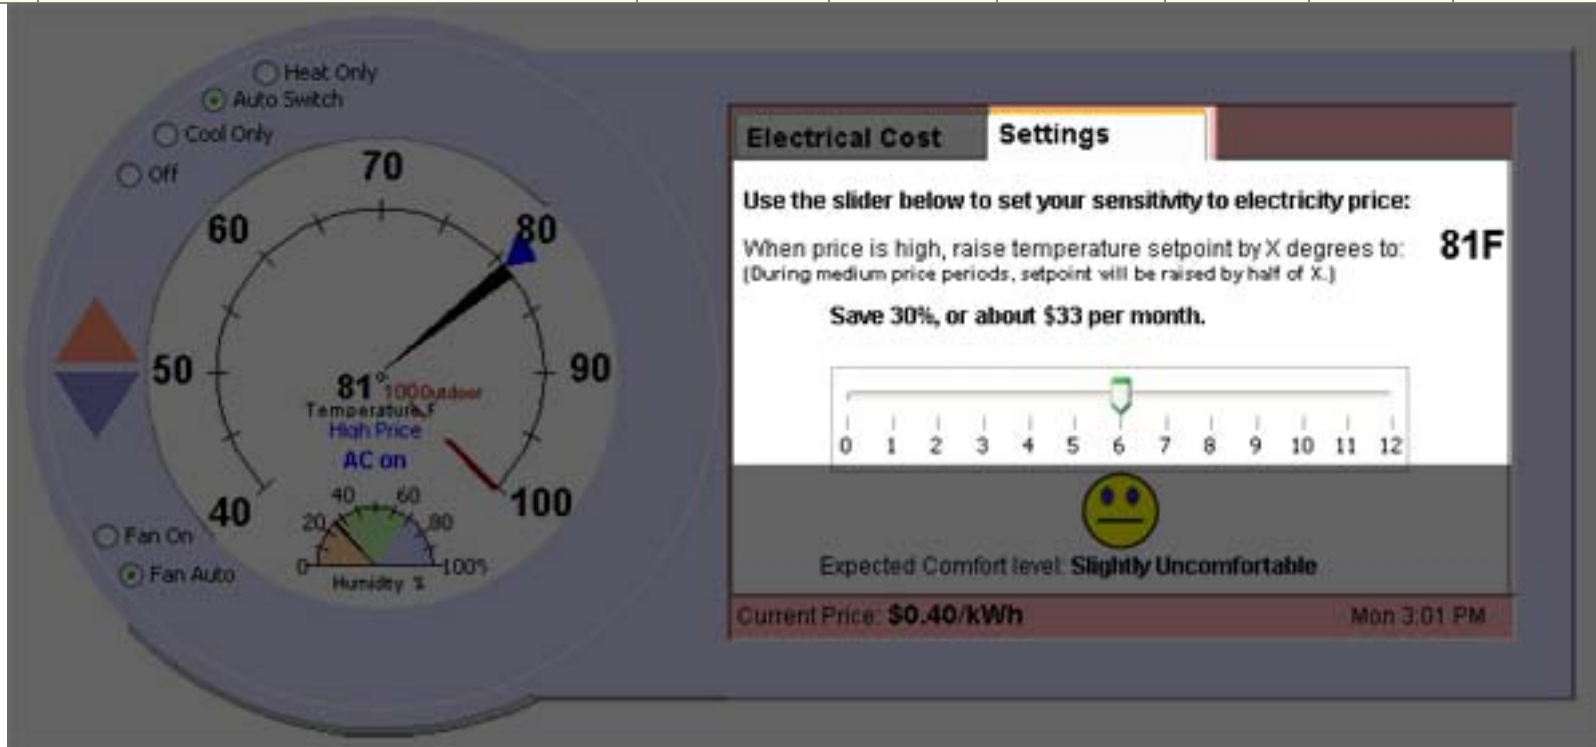 Heat Only
Auto Switch
Cool Only
Off
70
60
80
50
90
40
100
81°
100 Outdoor
Temperature F
High Price
AC on
0
20
40
60
80
100%
Humidity %
Fan On
Fan Auto
Electrical Cost
Settings
Use the slider below to set your sensitivity to electricity price:
When price is high, raise temperature setpoint by X degrees to: 81F
(During medium price periods, setpoint will be raised by half of X.)
Save 30%, or about $33 per month.
0 1 2 3 4 5 6 7 8 9 10 11 12
Expected Comfort level: Slightly Uncomfortable
Current Price: $0.40/kWh Mon 3:01 PM